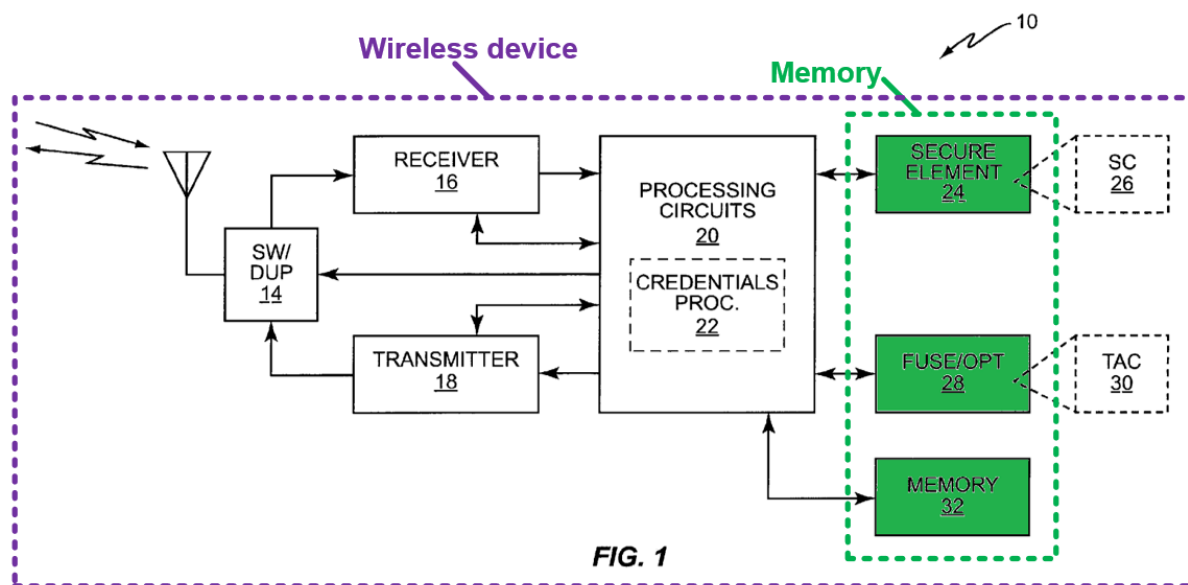 10
Wireless device
Memory
RECEIVER
16
SECURE
ELEMENT
24
SC
26
PROCESSING
CIRCUITS
20
SW/
DUP
14
CREDENTIALS
PROC.
22
TRANSMITTER
18
FUSE/OPT
28
TAC
30
MEMORY
32
FIG. 1